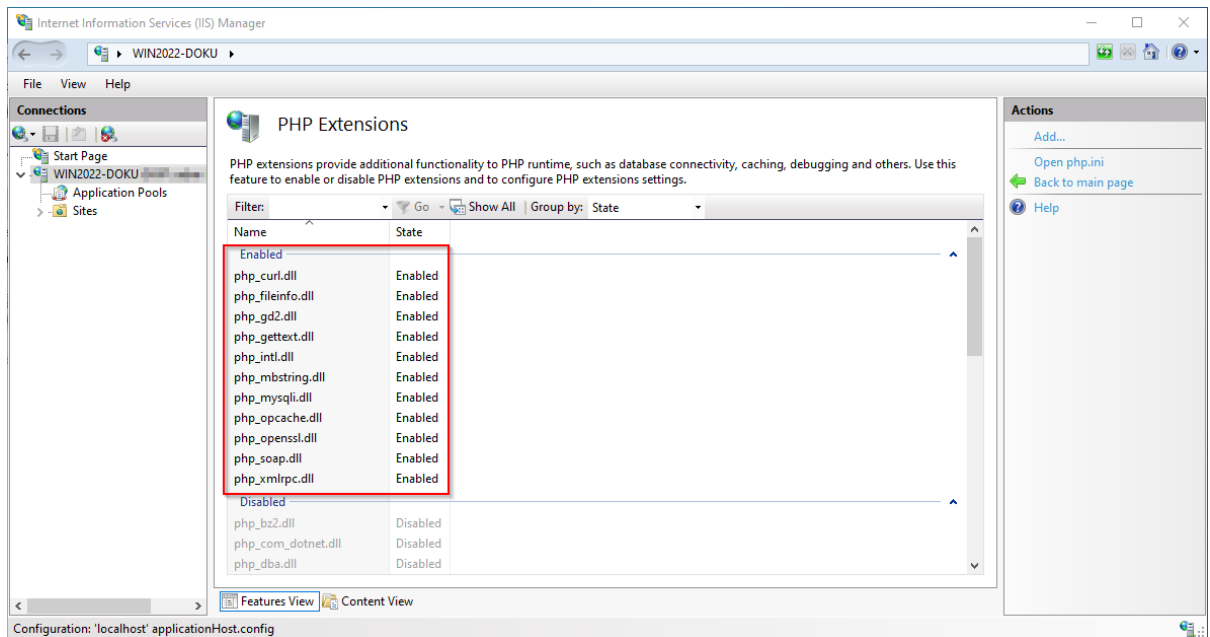 Internet Information Services (IIS) Manager
WIN2022-DOKU
File View Help
Connections
Start Page
WIN2022-DOKU
Application Pools
Sites
PHP Extensions
PHP extensions provide additional functionality to PHP runtime, such as database connectivity, caching, debugging and others. Use this
feature to enable or disable PHP extensions and to configure PHP extensions settings.
Filter: Go Show All Group by: State
Name State
Enabled
php_curl.dll Enabled
php_fileinfo.dll Enabled
php_gd2.dll Enabled
php_gettext.dll Enabled
php_intl.dll Enabled
php_mbstring.dll Enabled
php_mysqli.dll Enabled
php_opcache.dll Enabled
php_openssl.dll Enabled
php_soap.dll Enabled
php_xmlrpc.dll Enabled
Disabled
php_bz2.dll Disabled
php_com_dotnet.dll Disabled
php_dba.dll Disabled
Features View Content View
Actions
Add...
Open php.ini
Back to main page
Help
Configuration: 'localhost' applicationHost.config